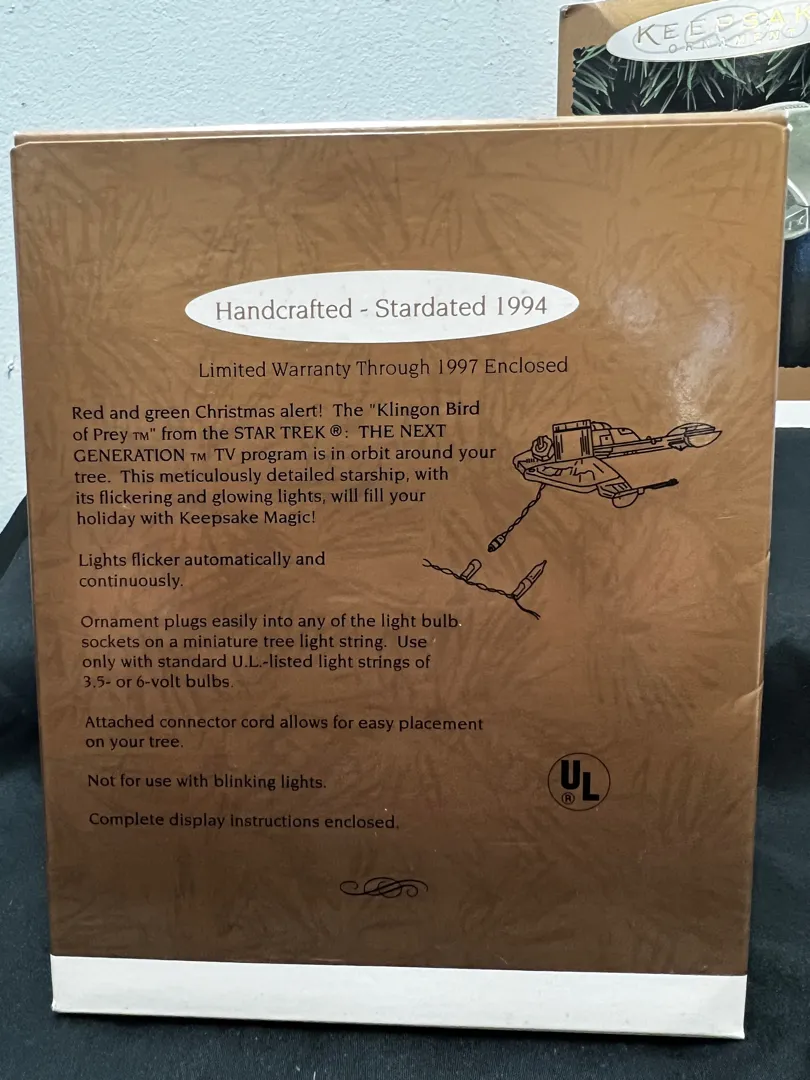 KEEPSAK
ORNAMENT
Handcrafted - Stardated 1994
Limited Warranty Through 1997 Enclosed
Red and green Christmas alert! The "Klingon Bird
of Prey TM" from the STAR TREK ®: THE NEXT
GENERATION TM TV program is in orbit around your
tree. This meticulously detailed starship, with
its flickering and glowing lights, will fill your
holiday with Keepsake Magic!
Lights flicker automatically and
continuously.
Ornament plugs easily into any of the light bulb
sockets on a miniature tree light string. Use
only with standard U.L.-listed light strings of
3.5- or 6-volt bulbs.
Attached connector cord allows for easy placement
on your tree.
Not for use with blinking lights.
UL
®
Complete display instructions enclosed.